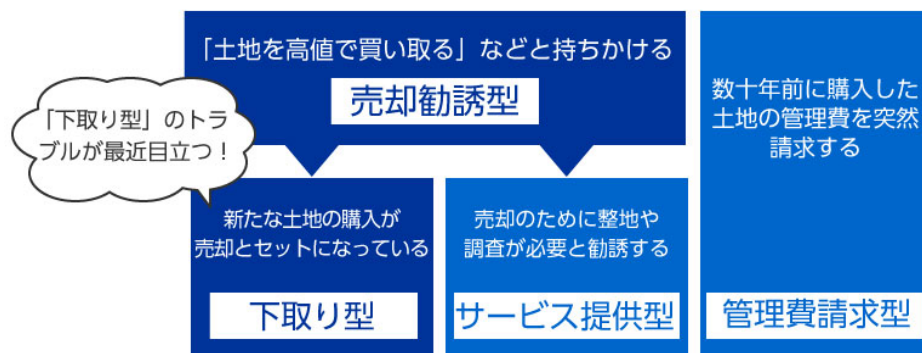 「土地を高値で買い取る」などと持ちかける
売却勧誘型
「下取り型」のトラ
ブルが最近目立つ！
新たな土地の購入が
売却とセットになっている
下取り型
売却のために整地や
調査が必要と勧誘する
サービス提供型
数十年前に購入した
土地の管理費を突然
請求する
管理費請求型